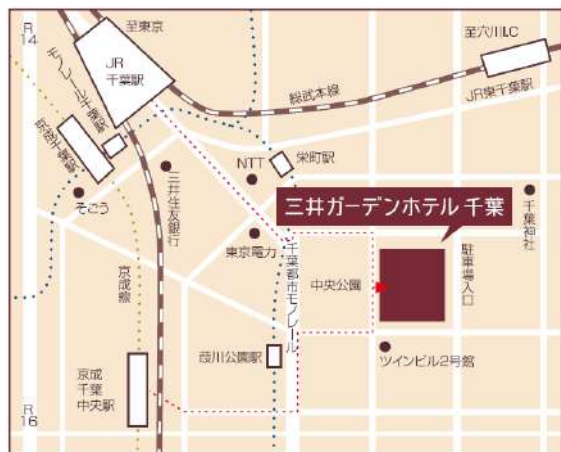 R
14
至東京
JR
千葉駅
モノレール千葉駅
京成千葉駅
至穴川I.C
総武本線
JR東千葉駅
NTT
栄町駅
そごう
三井住友銀行
三井ガーデンホテル 千葉
千葉神社
東京電力
千葉都市モノレール
中央公園
駐車場入口
京成線
葭川公園駅
ツインビル2号館
京成
千葉
中央駅
R
16